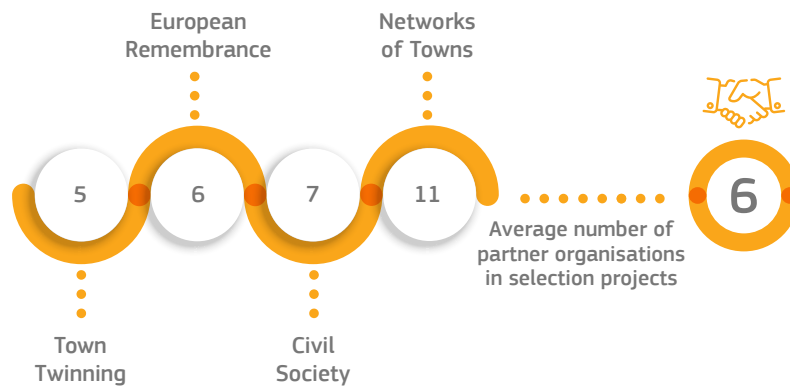 European
Remembrance
Networks
of Towns
5
6
7
11
6
Average number of
partner organisations
in selection projects
Town
Twinning
Civil
Society